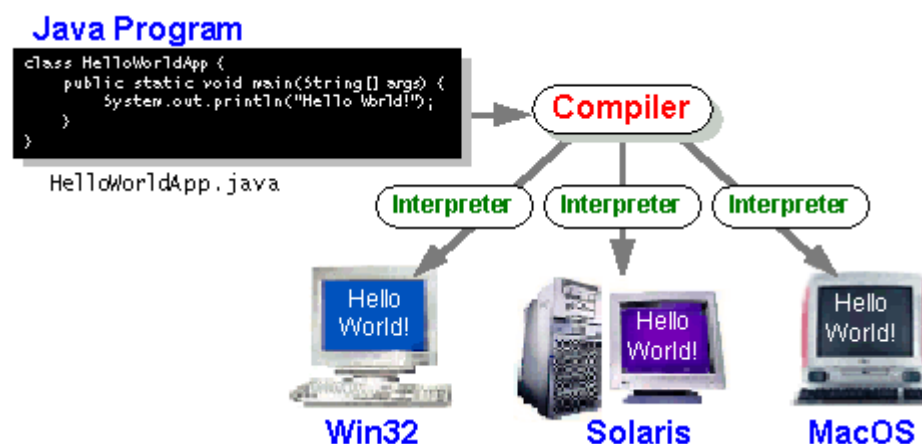 Java Program
class HelloWorldApp {
    public static void main(String[] args) {
        System.out.println("Hello World!");
    }
}
HelloWorldApp.java
Compiler
Interpreter
Interpreter
Interpreter
Hello
World!
Hello
World!
Hello
World!
Win32
Solaris
MacOS